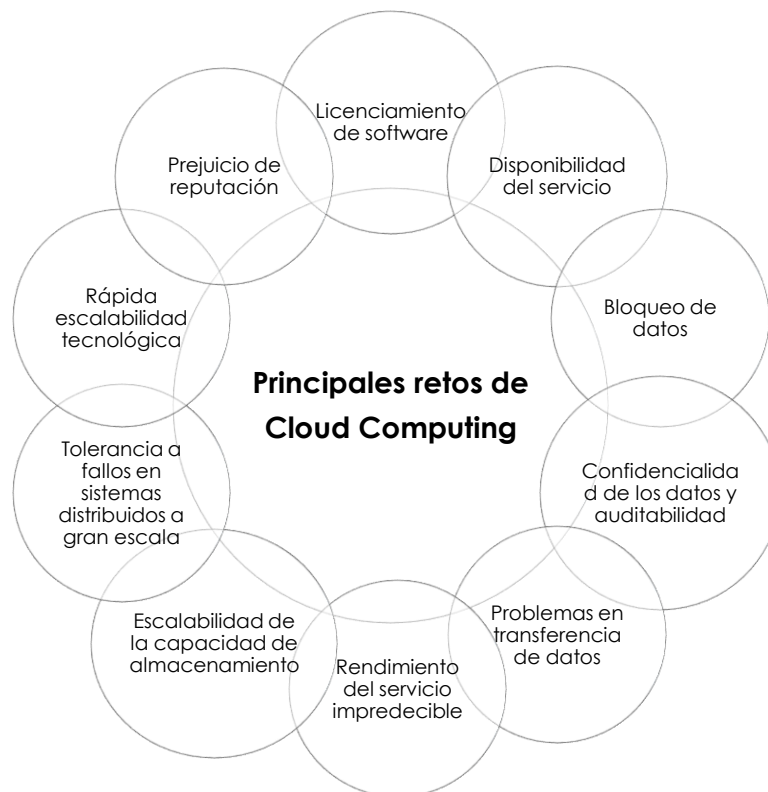 Licenciamiento
de software
Disponibilidad
del servicio
Bloqueo de
datos
Confidencialida
d de los datos y
auditabilidad
Problemas en
transferencia
de datos
Rendimiento
del servicio
impredecible
Escalabilidad de
la capacidad de
almacenamiento
Tolerancia a
fallos en
sistemas
distribuidos a
gran escala
Rápida
escalabilidad
tecnológica
Prejuicio de
reputación
Principales retos de
Cloud Computing